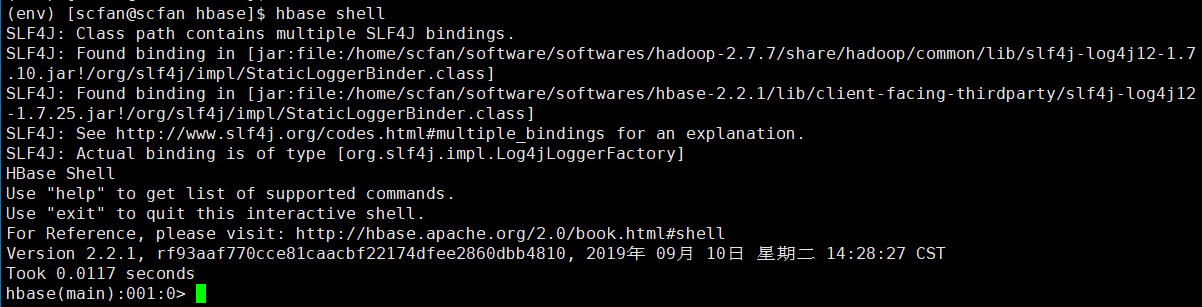 (env) [scfan@scfan hbase]$ hbase shell
SLF4J: Class path contains multiple SLF4J bindings.
SLF4J: Found binding in [jar:file:/home/scfan/software/softwares/hadoop-2.7.7/share/hadoop/common/lib/slf4j-log4j12-1.7
.10.jar!/org/slf4j/impl/StaticLoggerBinder.class]
SLF4J: Found binding in [jar:file:/home/scfan/software/softwares/hbase-2.2.1/lib/client-facing-thirdparty/slf4j-log4j12
-1.7.25.jar!/org/slf4j/impl/StaticLoggerBinder.class]
SLF4J: See http://www.slf4j.org/codes.html#multiple_bindings for an explanation.
SLF4J: Actual binding is of type [org.slf4j.impl.Log4jLoggerFactory]
HBase Shell
Use "help" to get list of supported commands.
Use "exit" to quit this interactive shell.
For Reference, please visit: http://hbase.apache.org/2.0/book.html#shell
Version 2.2.1, rf93aaf770cce81caacbf22174dfee2860dbb4810, 2019年 09月 10日 星期二 14:28:27 CST
Took 0.0117 seconds
hbase(main):001:0>